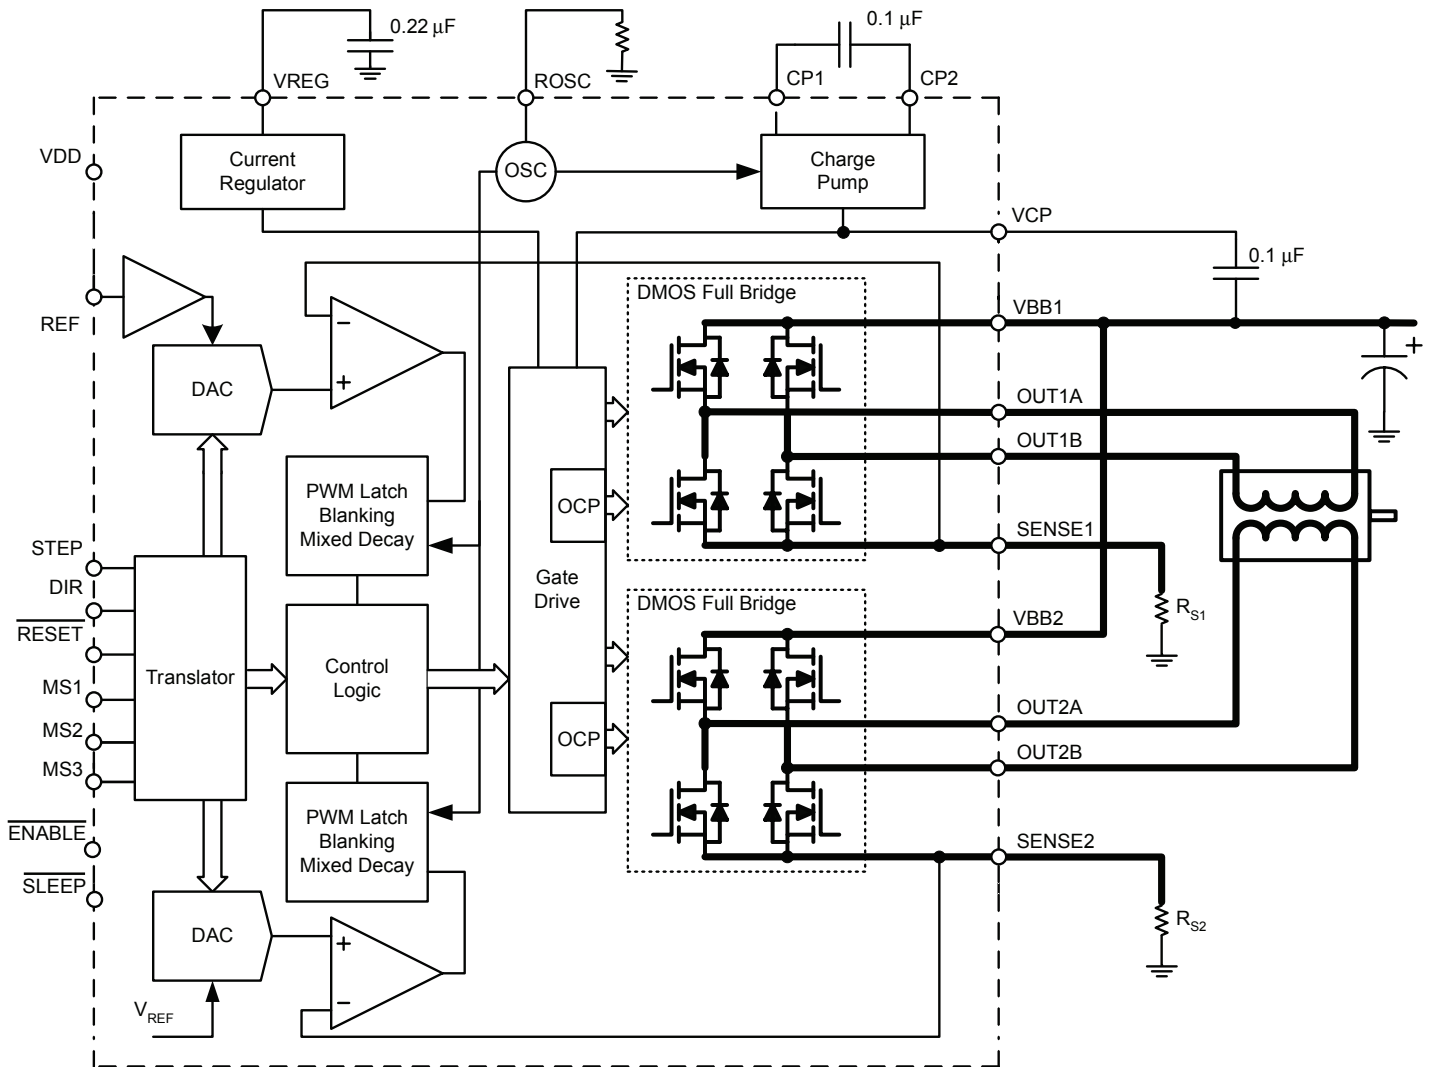 0.22 μF
0.1 μF
VREG
ROSC
CP1
CP2
VDD
Current
Regulator
OSC
Charge
Pump
VCP
0.1 μF
REF
DMOS Full Bridge
VBB1
+
DAC
−
+
OUT1A
OUT1B
PWM Latch
Blanking
Mixed Decay
OCP
SENSE1
STEP
DIR
RESET
MS1
MS2
MS3
Translator
Control
Logic
Gate
Drive
DMOS Full Bridge
RS1
VBB2
OUT2A
OCP
OUT2B
ENABLE
SLEEP
PWM Latch
Blanking
Mixed Decay
SENSE2
DAC
+
−
RS2
VREF